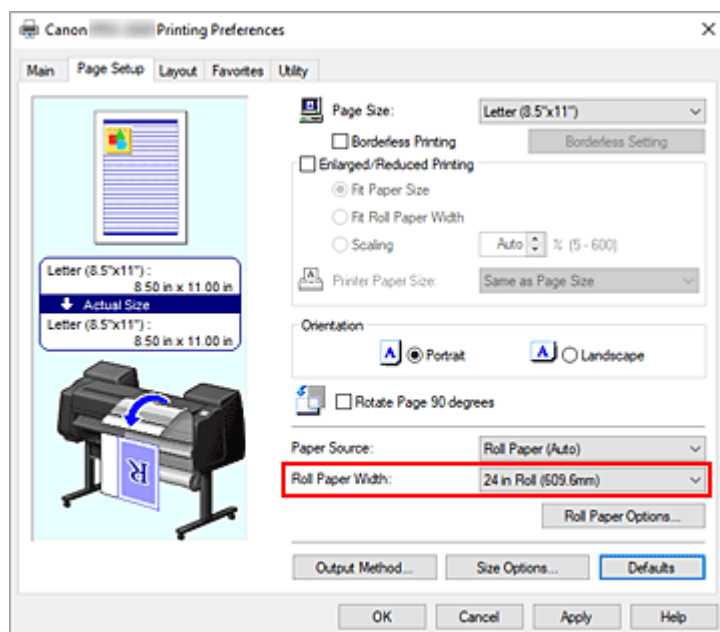 Canon Printing Preferences
Main Page Setup Layout Favorites Utility
Page Size: Letter (8.5"x11")
Borderless Printing Borderless Setting
Enlarged/Reduced Printing
Fit Paper Size
Fit Roll Paper Width
Scaling Auto % (5 - 600)
Printer Paper Size: Same as Page Size
Letter (8.5"x11") :
8.50 in x 11.00 in
Actual Size
Letter (8.5"x11") :
8.50 in x 11.00 in
Orientation
A Portrait A Landscape
Rotate Page 90 degrees
R
Paper Source: Roll Paper (Auto)
Roll Paper Width: 24 in Roll (609.6mm)
Roll Paper Options...
Output Method... Size Options... Defaults
OK Cancel Apply Help